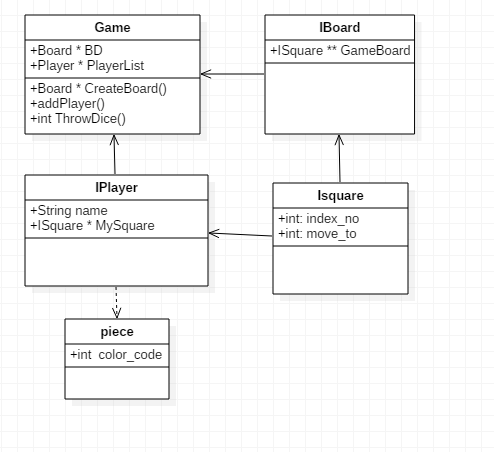 Game
+Board * BD
+Player * PlayerList
+Board * CreateBoard()
+addPlayer()
+int ThrowDice()
IBoard
+ISquare ** GameBoard
IPlayer
+String name
+ISquare * MySquare
Isquare
+int: index_no
+int: move_to
piece
+int  color_code